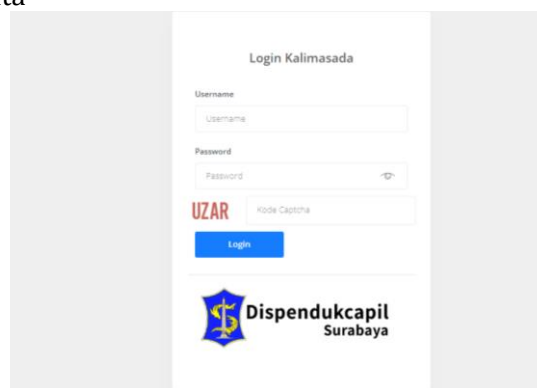 Login Kalimasada
Username
Username
Password
Password
UZAR
Kode Captcha
Login
Dispendukcapil
Surabaya